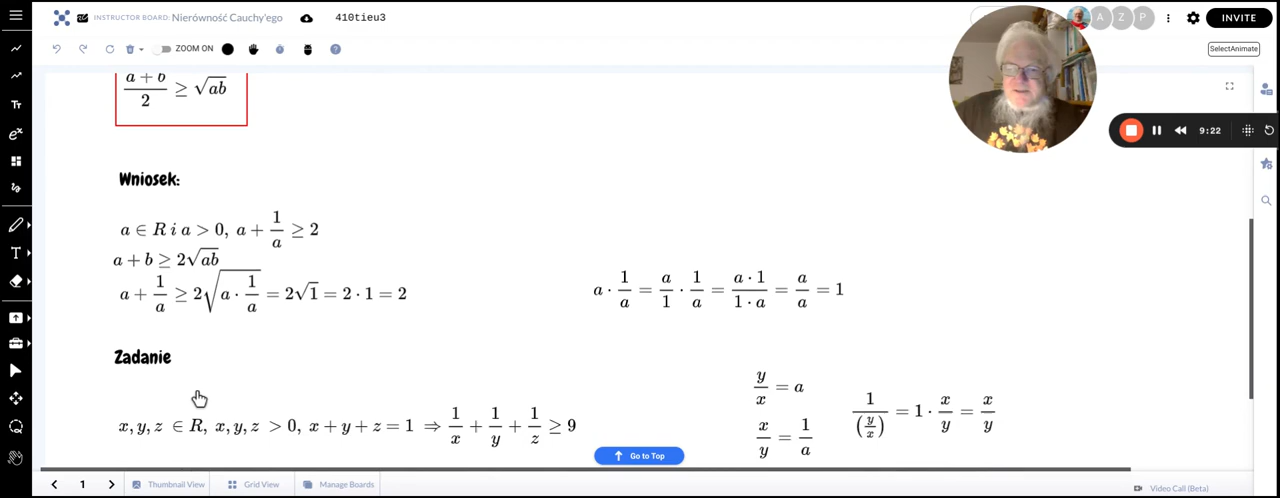 INSTRUCTOR BOARD: Nierówność Cauchy'ego
410tieu3
A Z P
INVITE
ZOOM ON
SelectAnimate
9:22
Tт
eˣ
T
(a + b)/2 ≥ √ab
Wniosek:
a ∈ R i a > 0, a + 1/a ≥ 2
a + b ≥ 2√ab
a + 1/a ≥ 2√(a · 1/a) = 2√1 = 2 · 1 = 2
a · 1/a = a/1 · 1/a = (a · 1)/(1 · a) = a/a = 1
Zadanie
x, y, z ∈ R, x, y, z > 0, x + y + z = 1 ⇒ 1/x + 1/y + 1/z ≥ 9
y/x = a
x/y = 1/a
1/(y/x) = 1 · x/y = x/y
Go to Top
1
Thumbnail View
Grid View
Manage Boards
Video Call (Beta)